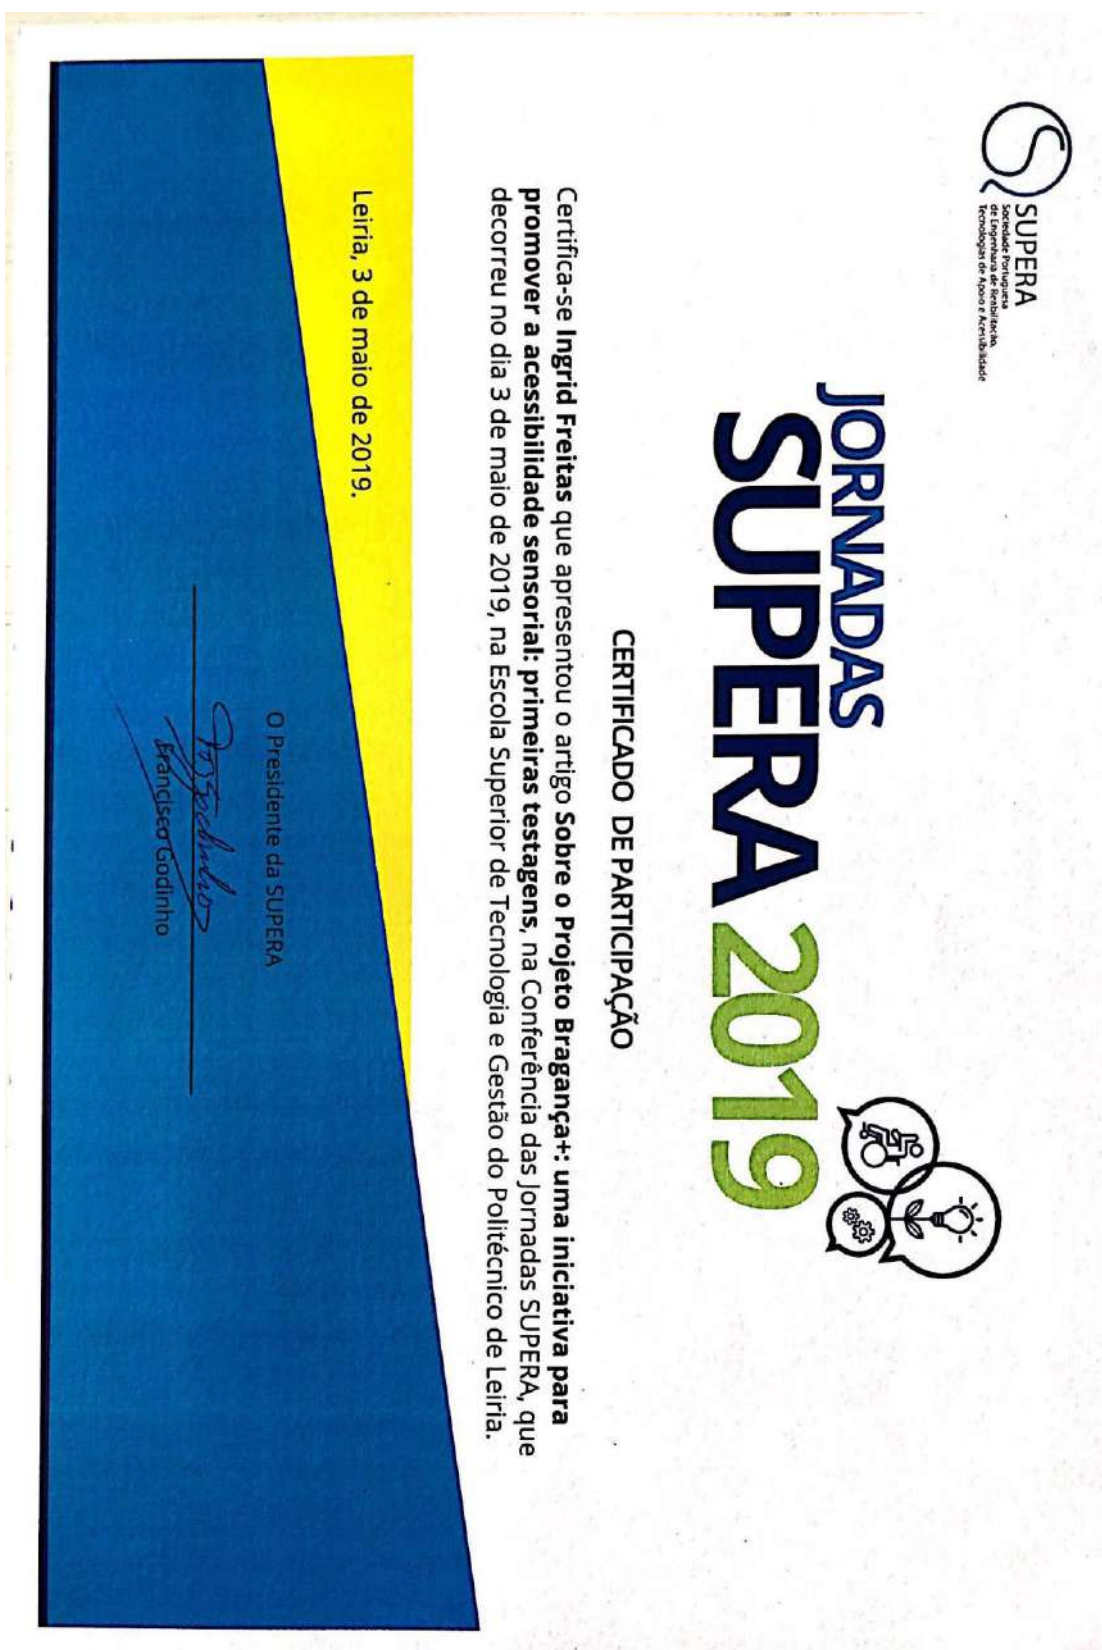 SUPERA
Sociedade Portuguesa
de Engenharia de Reabilitação,
Tecnologias de Apoio e Acessibilidade
JORNADAS
SUPERA 2019
CERTIFICADO DE PARTICIPAÇÃO
Certifica-se Ingrid Freitas que apresentou o artigo Sobre o Projeto Bragança+: uma iniciativa para
promover a acessibilidade sensorial: primeiras testagens, na Conferência das Jornadas SUPERA, que
decorreu no dia 3 de maio de 2019, na Escola Superior de Tecnologia e Gestão do Politécnico de Leiria.
Leiria, 3 de maio de 2019.
O Presidente da SUPERA
Francisco Godinho